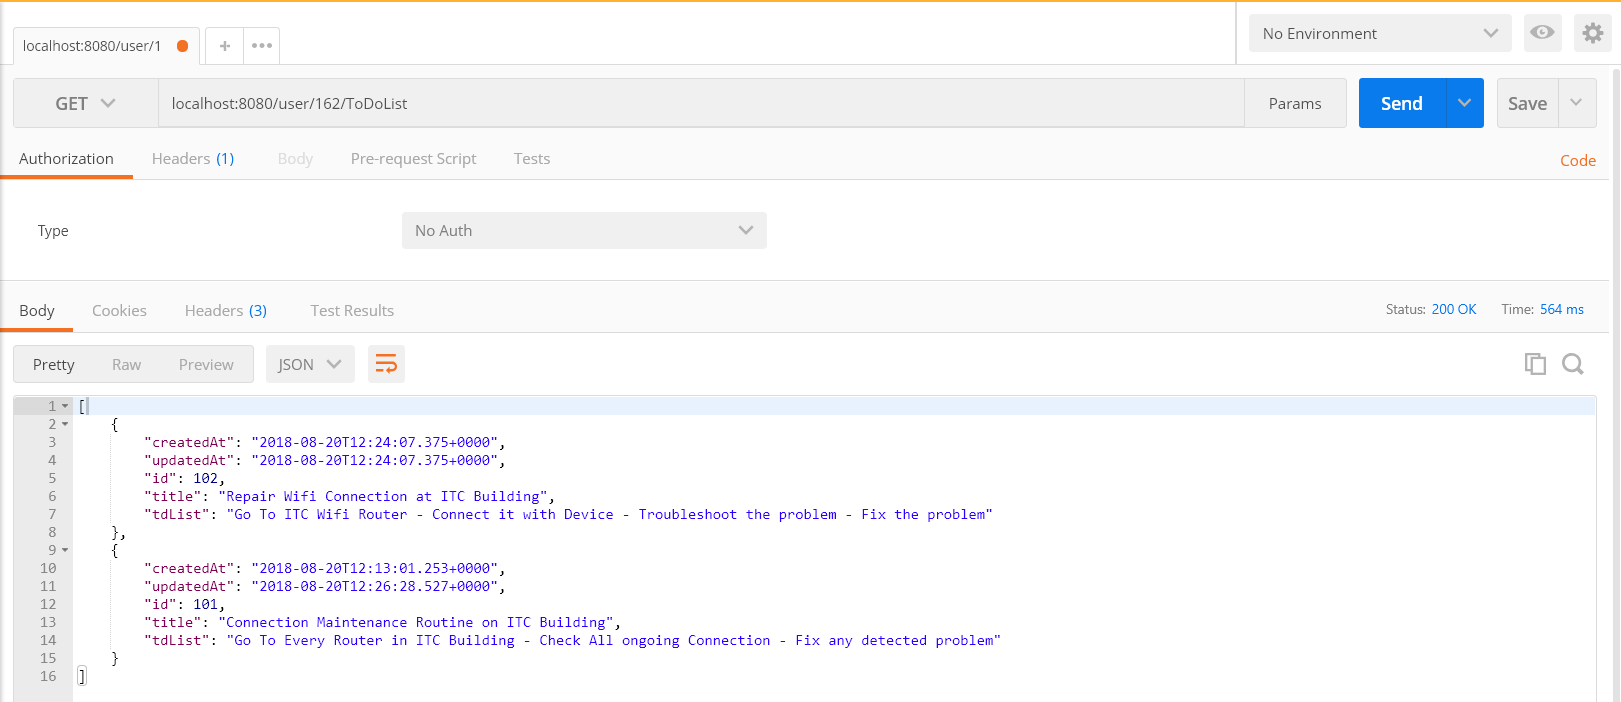 localhost:8080/user/1
No Environment
GET localhost:8080/user/162/ToDoList Params Send Save
Authorization Headers (1) Body Pre-request Script Tests Code
Type No Auth
Body Cookies Headers (3) Test Results Status: 200 OK Time: 564 ms
Pretty Raw Preview JSON
1 [
2 {
3 "createdAt": "2018-08-20T12:24:07.375+0000",
4 "updatedAt": "2018-08-20T12:24:07.375+0000",
5 "id": 102,
6 "title": "Repair Wifi Connection at ITC Building",
7 "tdList": "Go To ITC Wifi Router - Connect it with Device - Troubleshoot the problem - Fix the problem"
8 },
9 {
10 "createdAt": "2018-08-20T12:13:01.253+0000",
11 "updatedAt": "2018-08-20T12:26:28.527+0000",
12 "id": 101,
13 "title": "Connection Maintenance Routine on ITC Building",
14 "tdList": "Go To Every Router in ITC Building - Check All ongoing Connection - Fix any detected problem"
15 }
16 ]